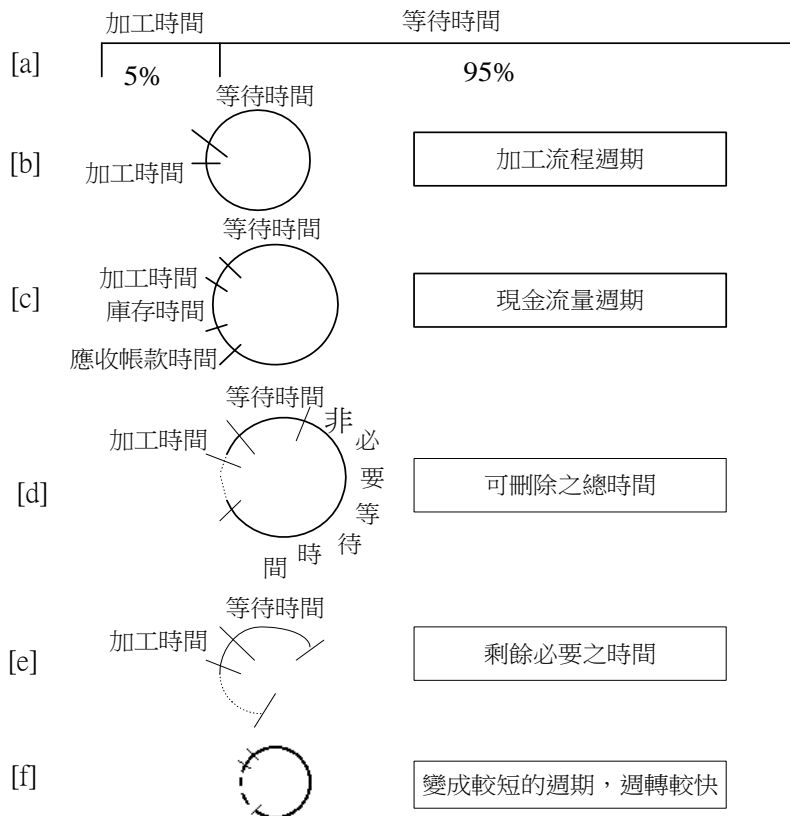 加工時間 等待時間
[a] 5% 95%
等待時間
[b] 加工時間 加工流程週期
等待時間
加工時間
[c] 庫存時間 現金流量週期
應收帳款時間
等待時間
加工時間
非必要等待時間
[d] 可刪除之總時間
等待時間
加工時間
[e] 剩餘必要之時間
[f] 變成較短的週期，週轉較快